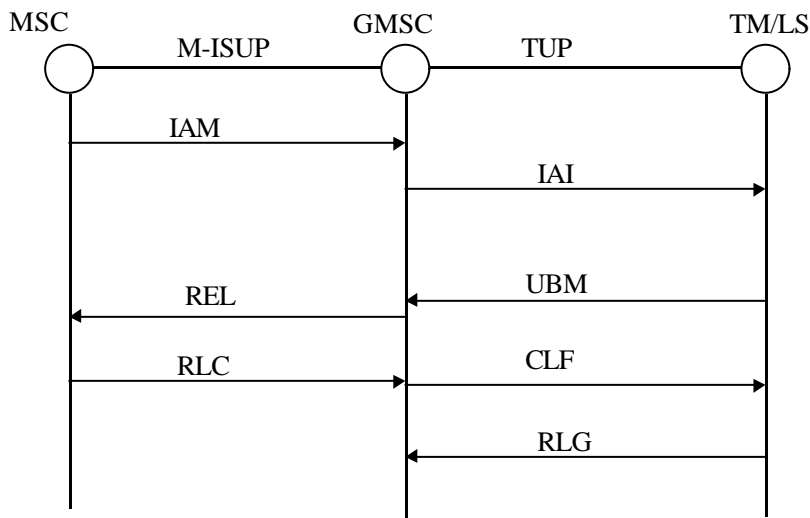 MSC
GMSC
TM/LS
M-ISUP
TUP
IAM
IAI
UBM
REL
RLC
CLF
RLG